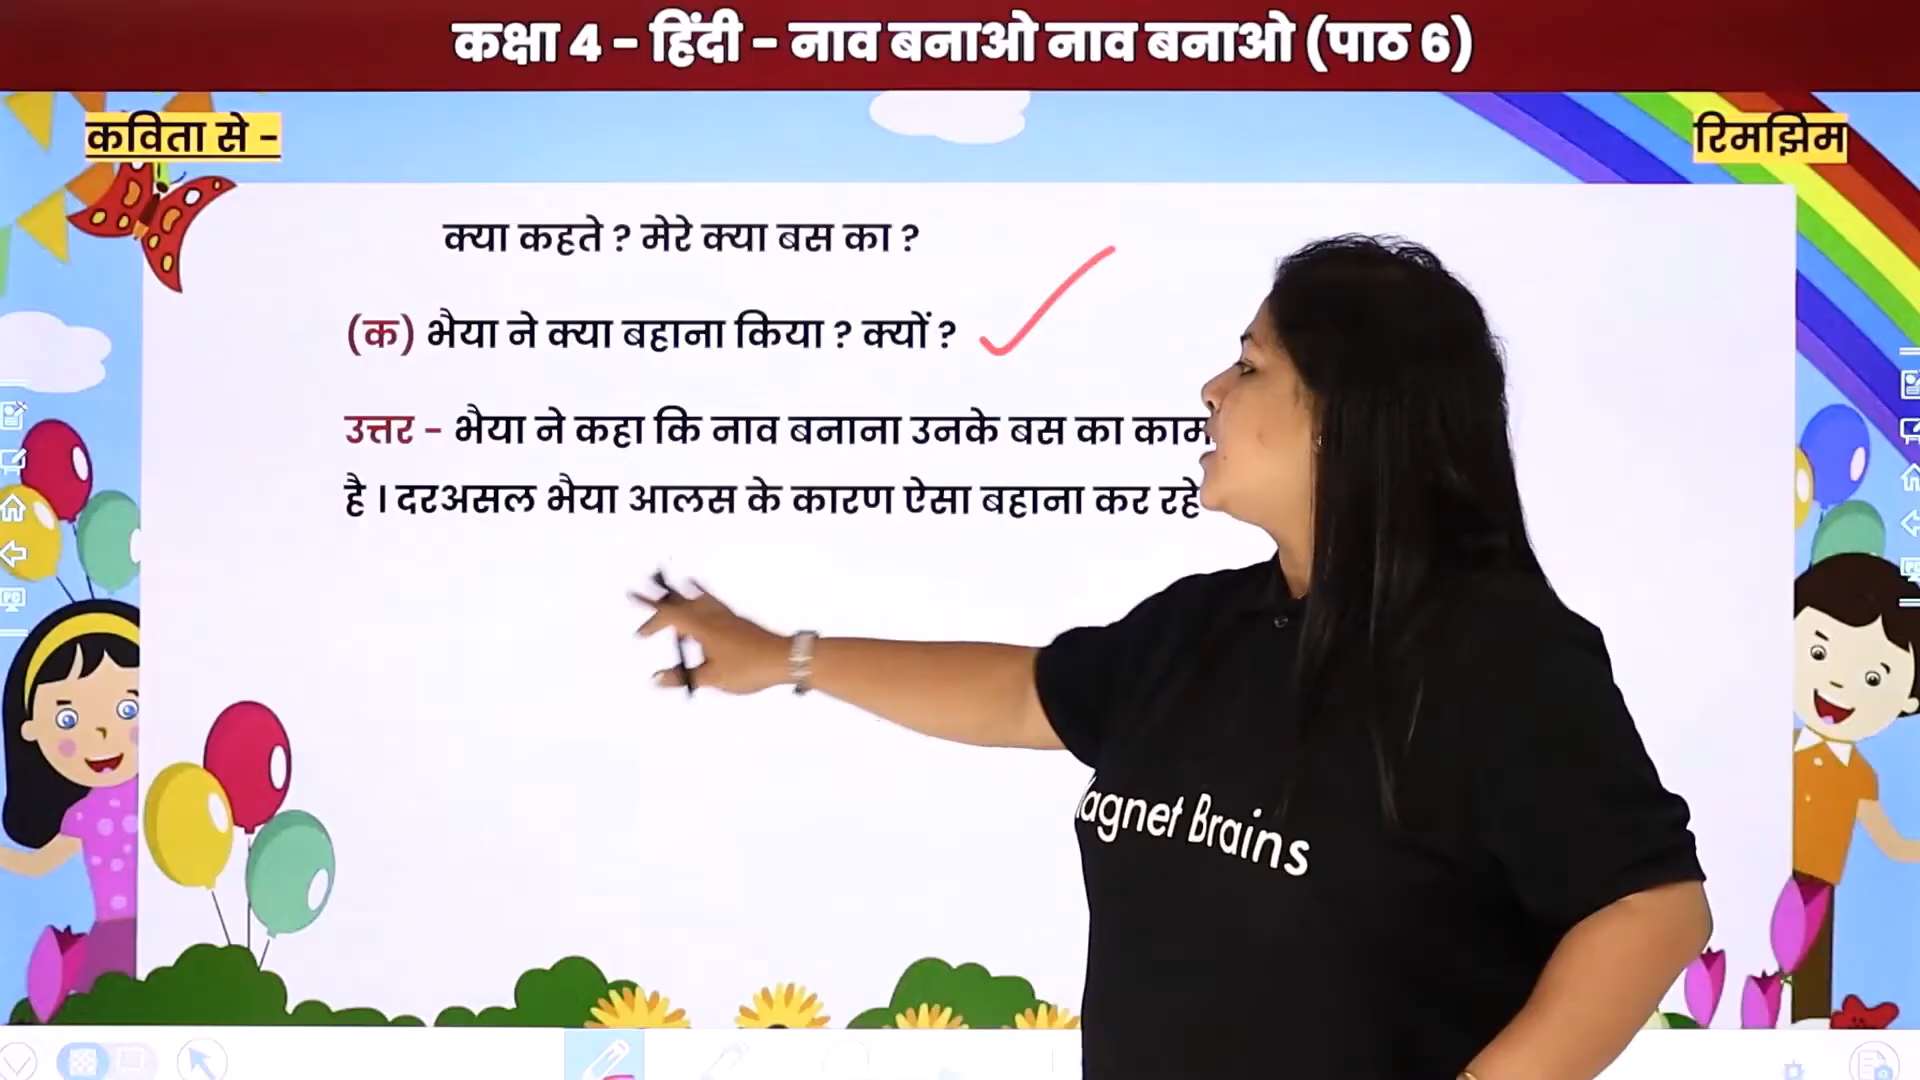 कक्षा 4 - हिंदी - नाव बनाओ नाव बनाओ (पाठ 6)
कविता से -
रिमझिम
क्या कहते ? मेरे क्या बस का ?
(क) भैया ने क्या बहाना किया ? क्यों ?
उत्तर - भैया ने कहा कि नाव बनाना उनके बस का काम
है । दरअसल भैया आलस के कारण ऐसा बहाना कर रहे
Magnet Brains